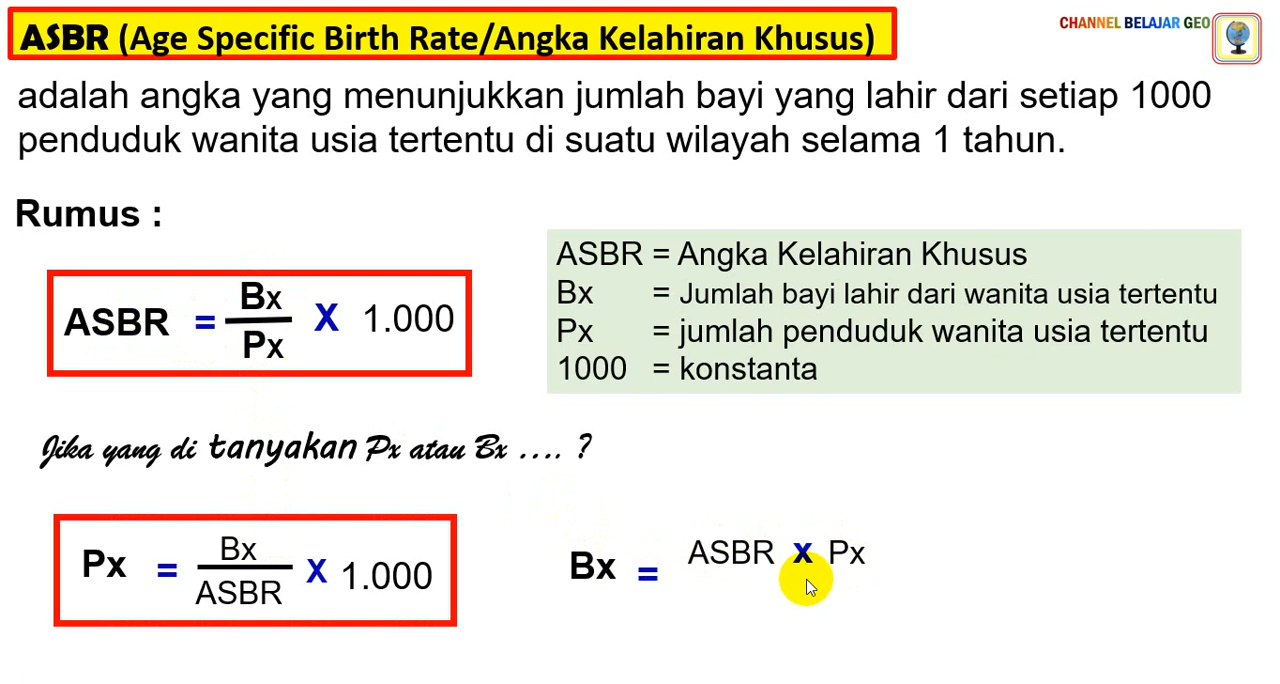 ASBR (Age Specific Birth Rate/Angka Kelahiran Khusus)
CHANNEL BELAJAR GEO
adalah angka yang menunjukkan jumlah bayi yang lahir dari setiap 1000
penduduk wanita usia tertentu di suatu wilayah selama 1 tahun.
Rumus :
ASBR = Bx / Px X 1.000
ASBR = Angka Kelahiran Khusus
Bx = Jumlah bayi lahir dari wanita usia tertentu
Px = jumlah penduduk wanita usia tertentu
1000 = konstanta
Jika yang di tanyakan Px atau Bx .... ?
Px = Bx / ASBR X 1.000
Bx = ASBR X Px